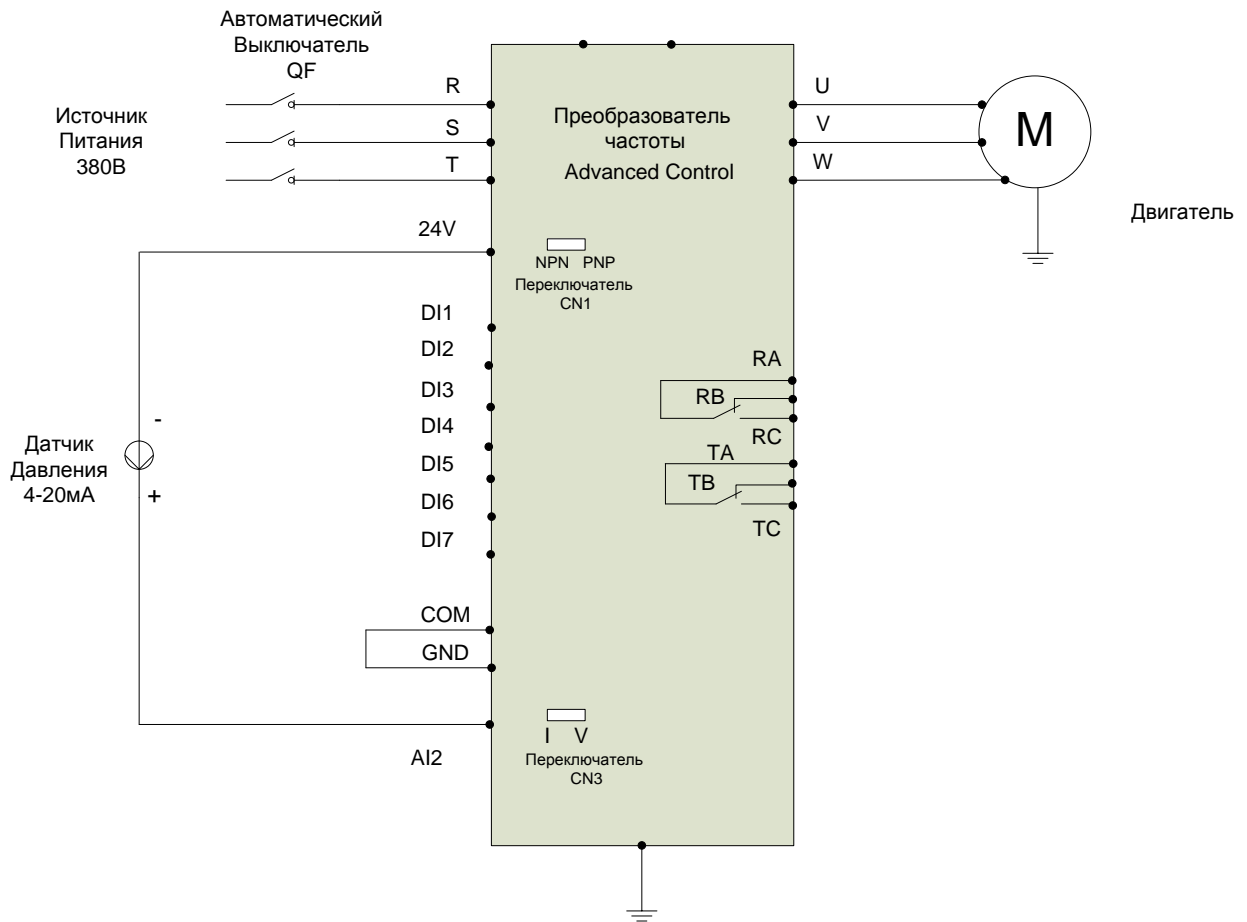 Автоматический
Выключатель
QF
Источник
Питания
380В
R
S
T
Преобразователь
частоты
Advanced Control
U
V
W
M
Двигатель
24V
NPN PNP
Переключатель
CN1
DI1
DI2
DI3
DI4
DI5
DI6
DI7
RA
RB
RC
TA
TB
TC
Датчик
Давления
4-20мА
-
+
COM
GND
AI2
I V
Переключатель
CN3